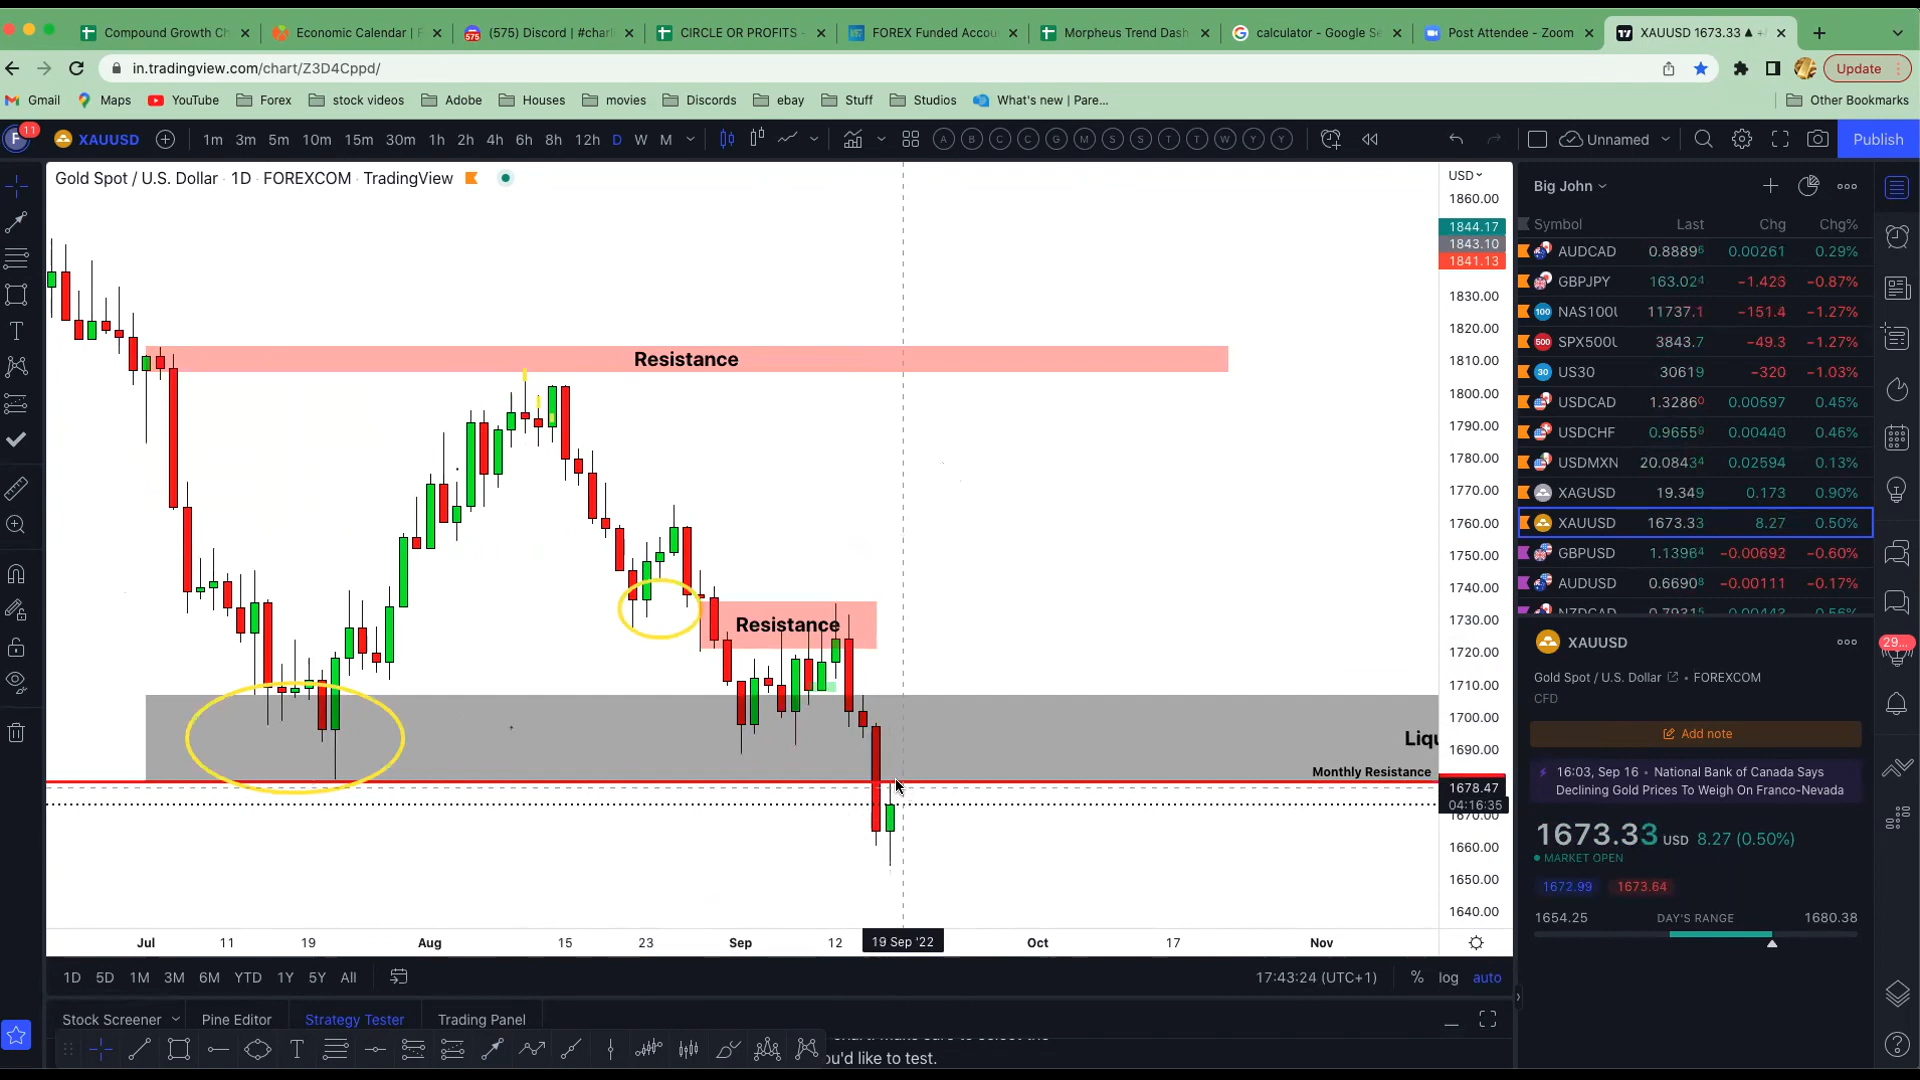 Compound Growth Ch
Economic Calendar | F
(575) Discord | #charl
CIRCLE OR PROFITS -
FOREX Funded Accou
Morpheus Trend Dash
calculator - Google Se
Post Attendee - Zoom
XAUUSD 1673.33 ▲ +
in.tradingview.com/chart/Z3D4Cppd/
Update
Gmail
Maps
YouTube
Forex
stock videos
Adobe
Houses
movies
Discords
ebay
Stuff
Studios
What's new | Pare...
Other Bookmarks
11
XAUUSD
1m 3m 5m 10m 15m 30m 1h 2h 4h 6h 8h 12h D W M
A B C C G M S S T T W Y Y
Unnamed
Publish
Gold Spot / U.S. Dollar · 1D · FOREXCOM · TradingView
USD
1860.00
1844.17
1843.10
1841.13
1830.00
1820.00
1810.00
1800.00
1790.00
1780.00
1770.00
1760.00
1750.00
1740.00
1730.00
1720.00
1710.00
1700.00
1690.00
1678.47
04:16:35
1670.00
1660.00
1650.00
1640.00
Resistance
Resistance
Liqu
Monthly Resistance
Jul 11 19 Aug 15 23 Sep 12 19 Sep '22 Oct 17 Nov
1D 5D 1M 3M 6M YTD 1Y 5Y All
17:43:24 (UTC+1)
% log auto
Stock Screener
Pine Editor
Strategy Tester
Trading Panel
ou'd like to test.
Big John
Symbol Last Chg Chg%
AUDCAD 0.88896 0.00261 0.29%
GBPJPY 163.024 −1.423 −0.87%
NAS100U 11737.1 −151.4 −1.27%
SPX500U 3843.7 −49.3 −1.27%
US30 30619 −320 −1.03%
USDCAD 1.32860 0.00597 0.45%
USDCHF 0.96559 0.00440 0.46%
USDMXN 20.08434 0.02594 0.13%
XAGUSD 19.349 0.173 0.90%
XAUUSD 1673.33 8.27 0.50%
GBPUSD 1.13984 −0.00692 −0.60%
AUDUSD 0.66908 −0.00111 −0.17%
XAUUSD
Gold Spot / U.S. Dollar • FOREXCOM
CFD
Add note
16:03, Sep 16 • National Bank of Canada Says
Declining Gold Prices To Weigh On Franco-Nevada
1673.33 USD 8.27 (0.50%)
MARKET OPEN
1672.99 1673.64
1654.25 DAY'S RANGE 1680.38
29...